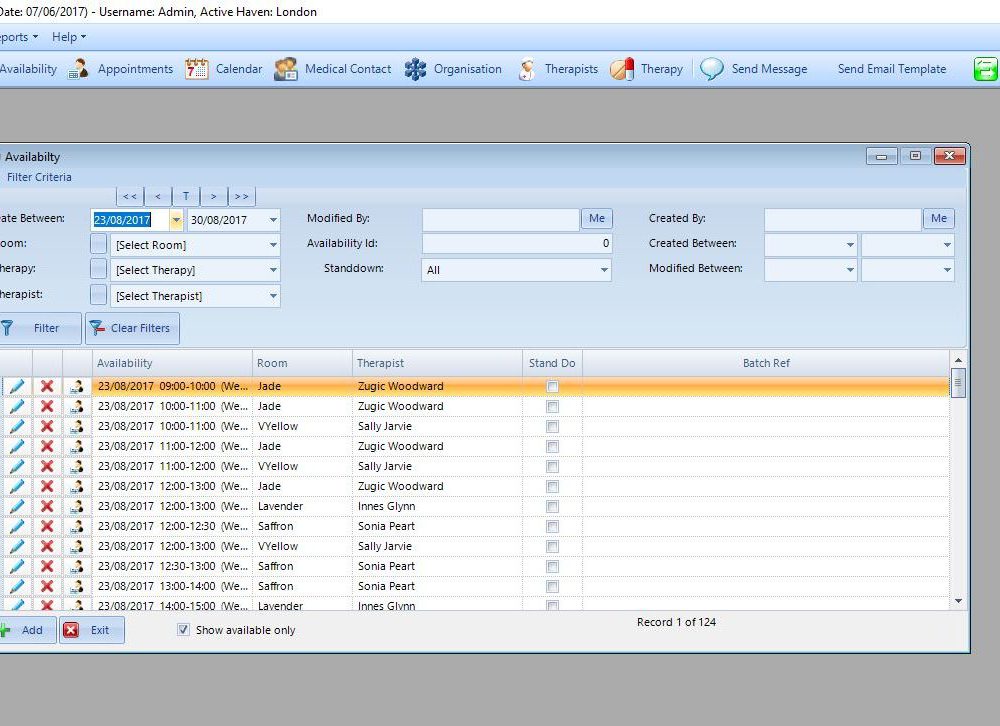 Date: 07/06/2017) - Username: Admin, Active Haven: London
ports Help
Availability Appointments Calendar Medical Contact Organisation Therapists Therapy Send Message Send Email Template
Availabilty
Filter Criteria
<< < T > >>
ate Between: 23/08/2017 30/08/2017 Modified By: Me Created By: Me
oom: [Select Room] Availability Id: 0 Created Between:
herapy: [Select Therapy] Standdown: All Modified Between:
herapist: [Select Therapist]
Filter Clear Filters
Availability Room Therapist Stand Do Batch Ref
23/08/2017 09:00-10:00 (We... Jade Zugic Woodward
23/08/2017 10:00-11:00 (We... Jade Zugic Woodward
23/08/2017 10:00-11:00 (We... VYellow Sally Jarvie
23/08/2017 11:00-12:00 (We... Jade Zugic Woodward
23/08/2017 11:00-12:00 (We... VYellow Sally Jarvie
23/08/2017 12:00-13:00 (We... Jade Zugic Woodward
23/08/2017 12:00-13:00 (We... Lavender Innes Glynn
23/08/2017 12:00-12:30 (We... Saffron Sonia Peart
23/08/2017 12:00-13:00 (We... VYellow Sally Jarvie
23/08/2017 12:30-13:00 (We... Saffron Sonia Peart
23/08/2017 13:00-14:00 (We... Saffron Sonia Peart
23/08/2017 14:00-15:00 (We... Lavender Innes Glynn
Add Exit Show available only Record 1 of 124